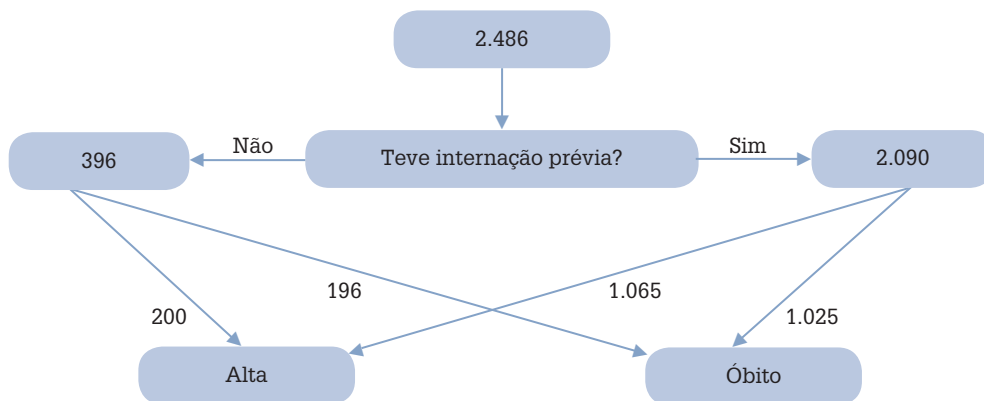 2.486
Não
Sim
396
Teve internação prévia?
2.090
196
1.065
200
1.025
Alta
Óbito